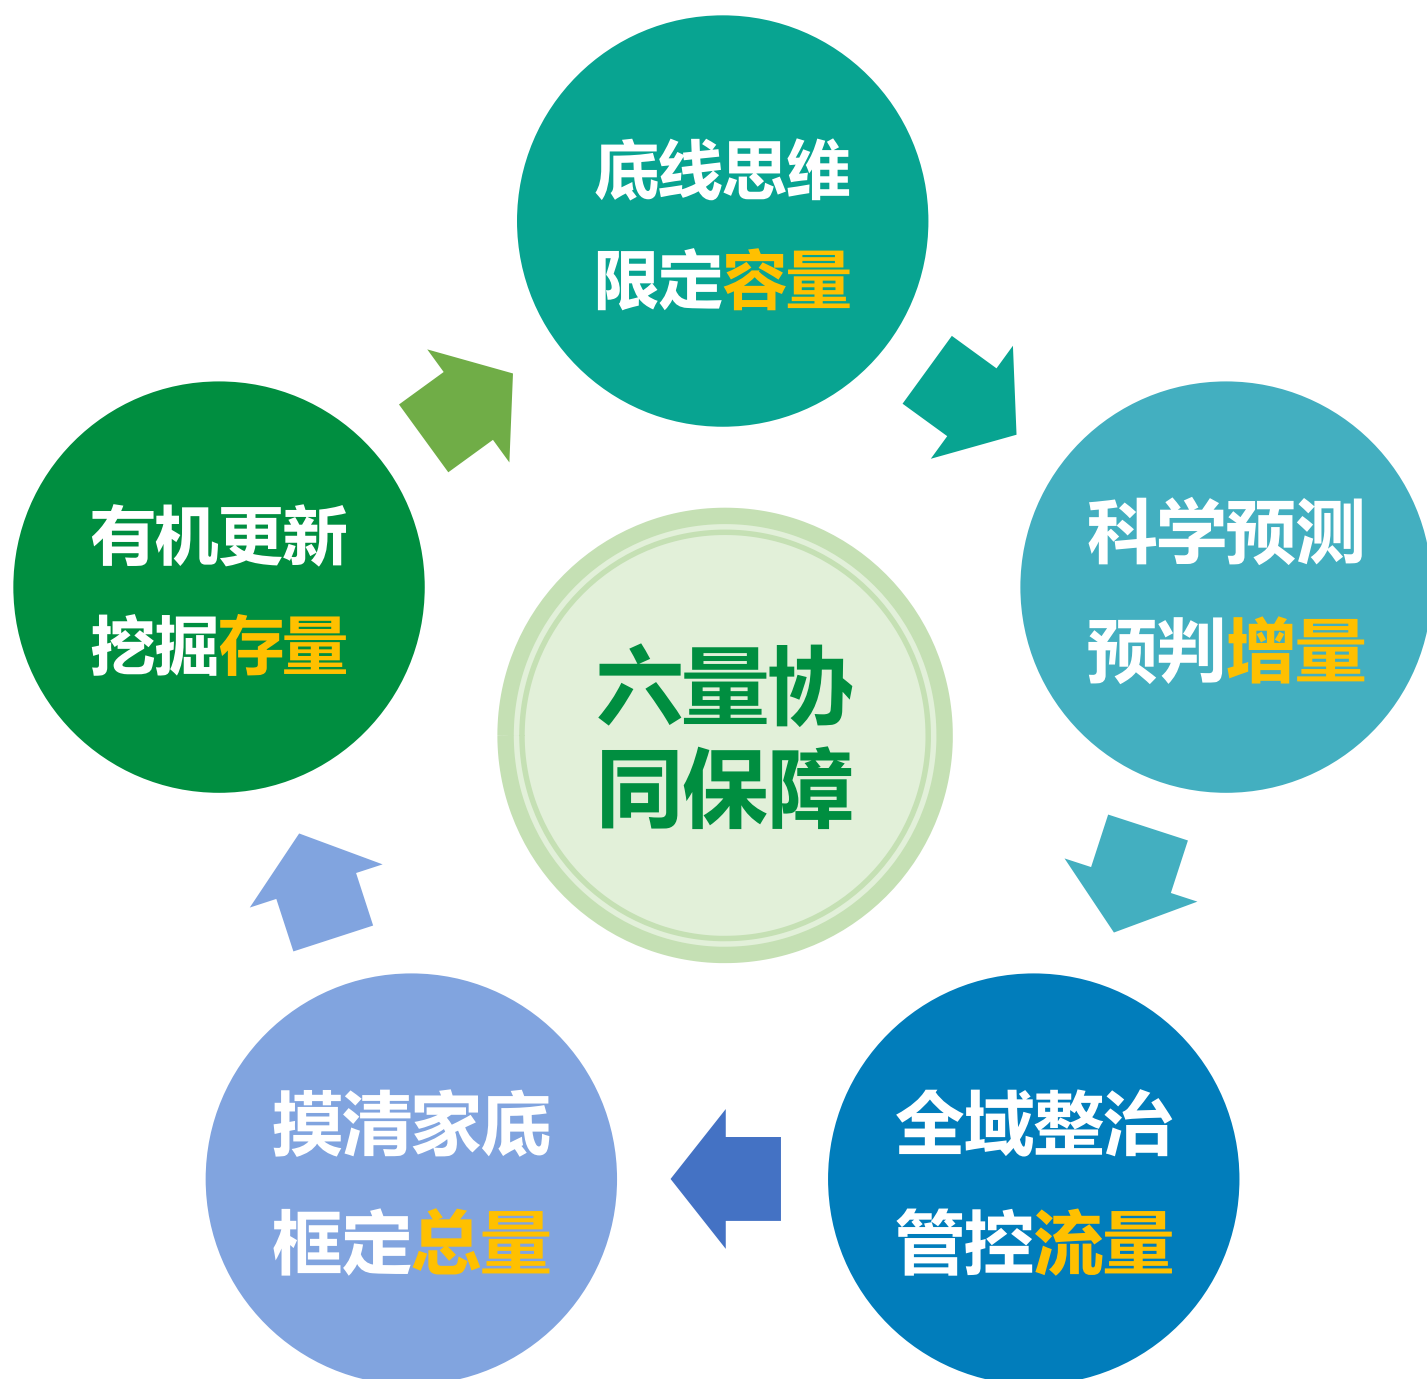 底线思维
限定容量
科学预测
预判增量
全域整治
管控流量
摸清家底
框定总量
有机更新
挖掘存量
六量协
同保障